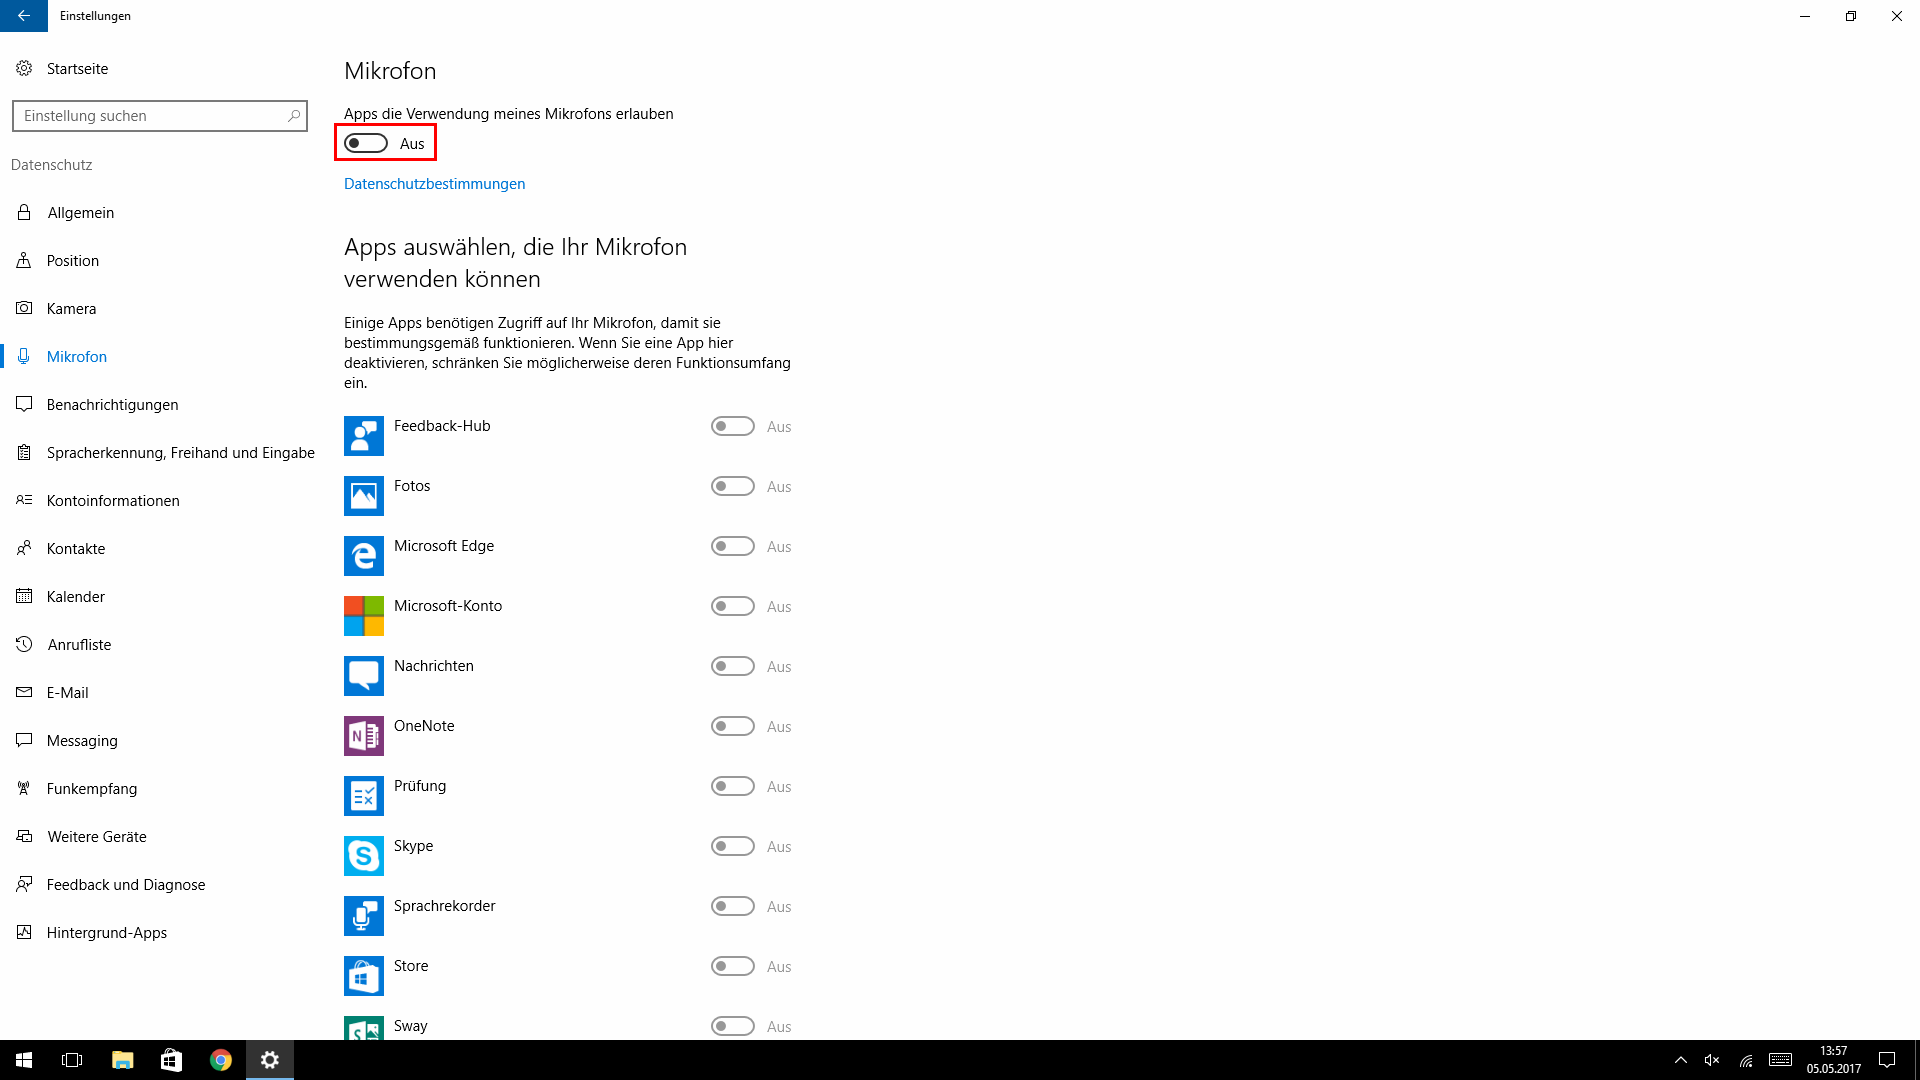 Einstellungen
Startseite
Einstellung suchen
Datenschutz
Allgemein
Position
Kamera
Mikrofon
Benachrichtigungen
Spracherkennung, Freihand und Eingabe
Kontoinformationen
Kontakte
Kalender
Anrufliste
E-Mail
Messaging
Funkempfang
Weitere Geräte
Feedback und Diagnose
Hintergrund-Apps
Mikrofon
Apps die Verwendung meines Mikrofons erlauben
Aus
Datenschutzbestimmungen
Apps auswählen, die Ihr Mikrofon
verwenden können
Einige Apps benötigen Zugriff auf Ihr Mikrofon, damit sie
bestimmungsgemäß funktionieren. Wenn Sie eine App hier
deaktivieren, schränken Sie möglicherweise deren Funktionsumfang
ein.
Feedback-Hub Aus
Fotos Aus
Microsoft Edge Aus
Microsoft-Konto Aus
Nachrichten Aus
OneNote Aus
Prüfung Aus
Skype Aus
Sprachrekorder Aus
Store Aus
Sway Aus
13:57
05.05.2017